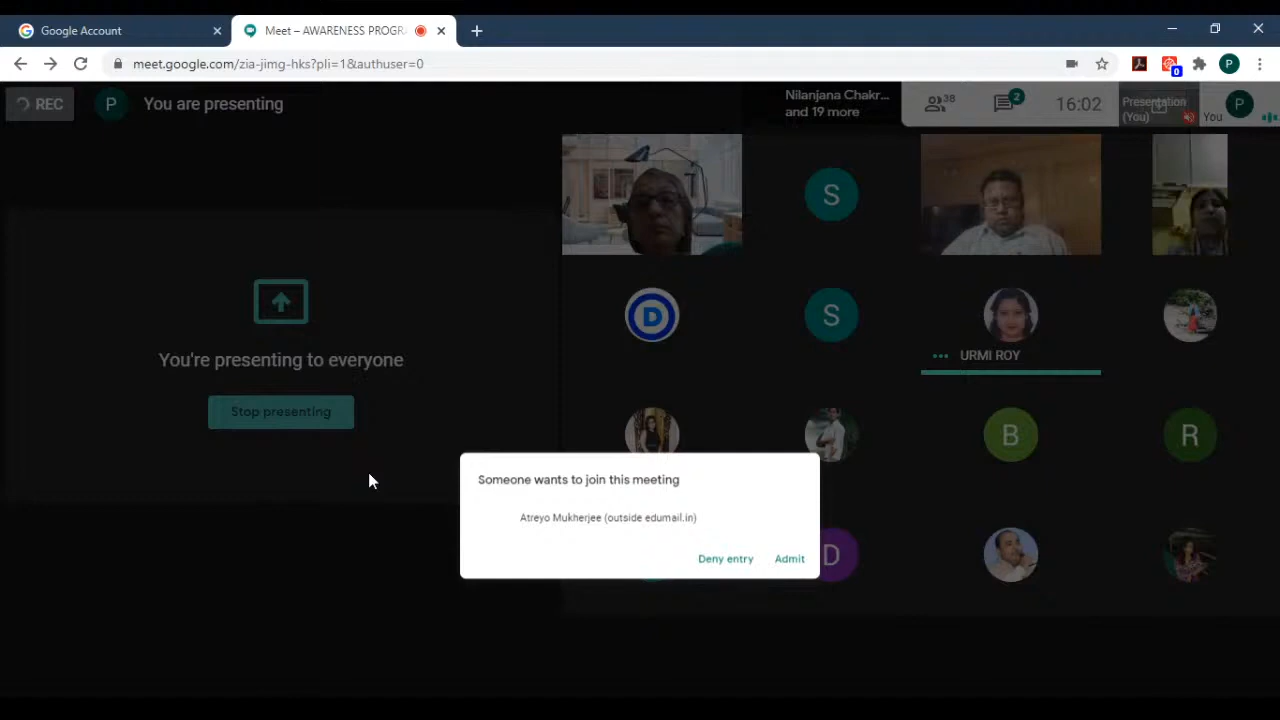 Google Account
Meet – AWARENESS PROGR
meet.google.com/zia-jimg-hks?pli=1&authuser=0
0
P
REC
P
You are presenting
Nilanjana Chakr...
and 19 more
38
2
16:02
Presentation
(You)
You
P
S
D
S
URMI ROY
You're presenting to everyone
Stop presenting
B
R
Someone wants to join this meeting
Atreyo Mukherjee (outside edumail.in)
Deny entry
Admit
D